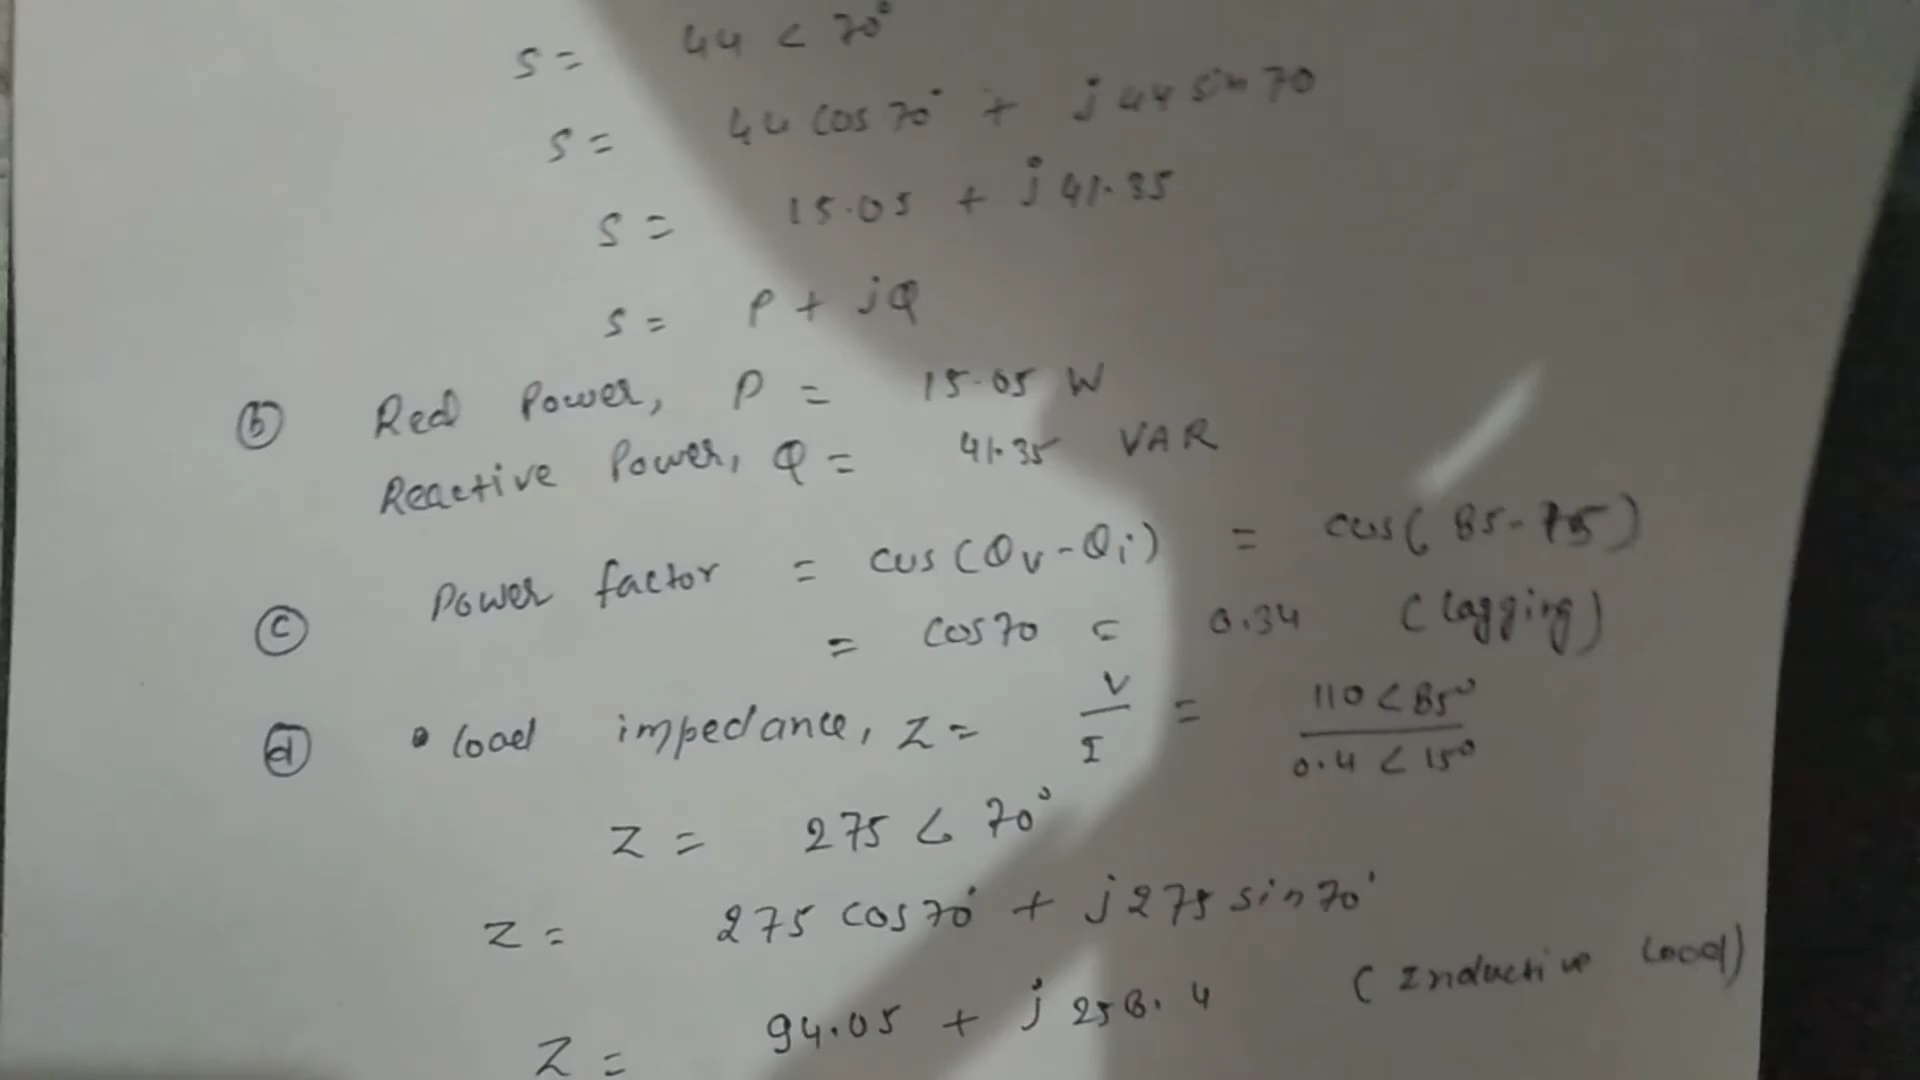 S = 44 < 70°
S = 44 cos 70° + j 44 sin 70
S = 15.05 + j 41.35
S = P + jQ
(b) Real Power, P = 15.05 W
Reactive Power, Q = 41.35 VAR
(c) Power factor = cos (θv - θi) = cos( 85 - 75 )
= cos 70 = 0.34 (lagging)
(d) load impedance, Z = V/I = 110 < 85° / 0.4 < 15°
Z = 275 < 70°
Z = 275 cos 70° + j 275 sin 70°
Z = 94.05 + j 258.4 (Inductive load)